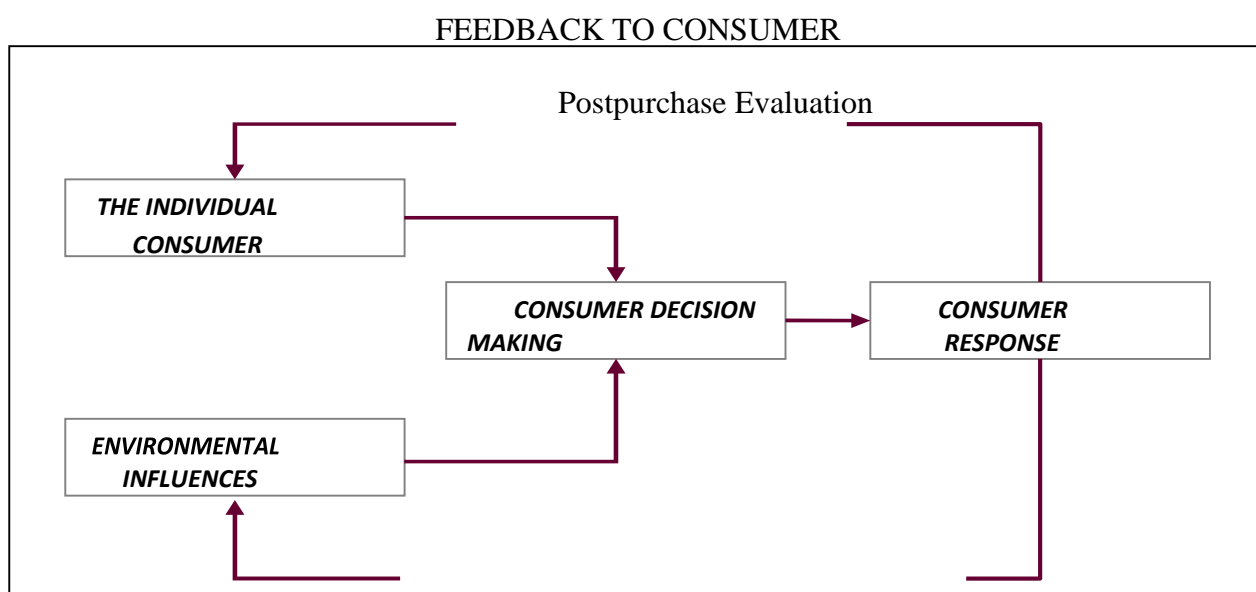 FEEDBACK TO CONSUMER
Postpurchase Evaluation
THE INDIVIDUAL
CONSUMER
CONSUMER DECISION
MAKING
CONSUMER
RESPONSE
ENVIRONMENTAL
INFLUENCES